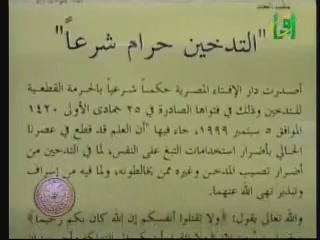 "التدخين حرام شرعاً"
أصدرت دار الإفتاء المصرية حكماً شرعياً بالحرمة القطعية
للتدخين وذلك في فتواها الصادرة في ٢٥ جمادى الأولى ١٤٢٠
الموافق ٥ سبتمبر ١٩٩٩، جاء فيها "أن العلم قد قطع في عصرنا
الحالي بأضرار استخدامات التبغ على النفس، لما في التدخين من
أضرار تصيب المدخن وغيره ممن يخالطونه، ولما فيه من إسراف
وتبذير نهى الله عنهما.
والله تعالى يقول: ﴿ولا تقتلوا أنفسكم إن الله كان بكم رحيما﴾